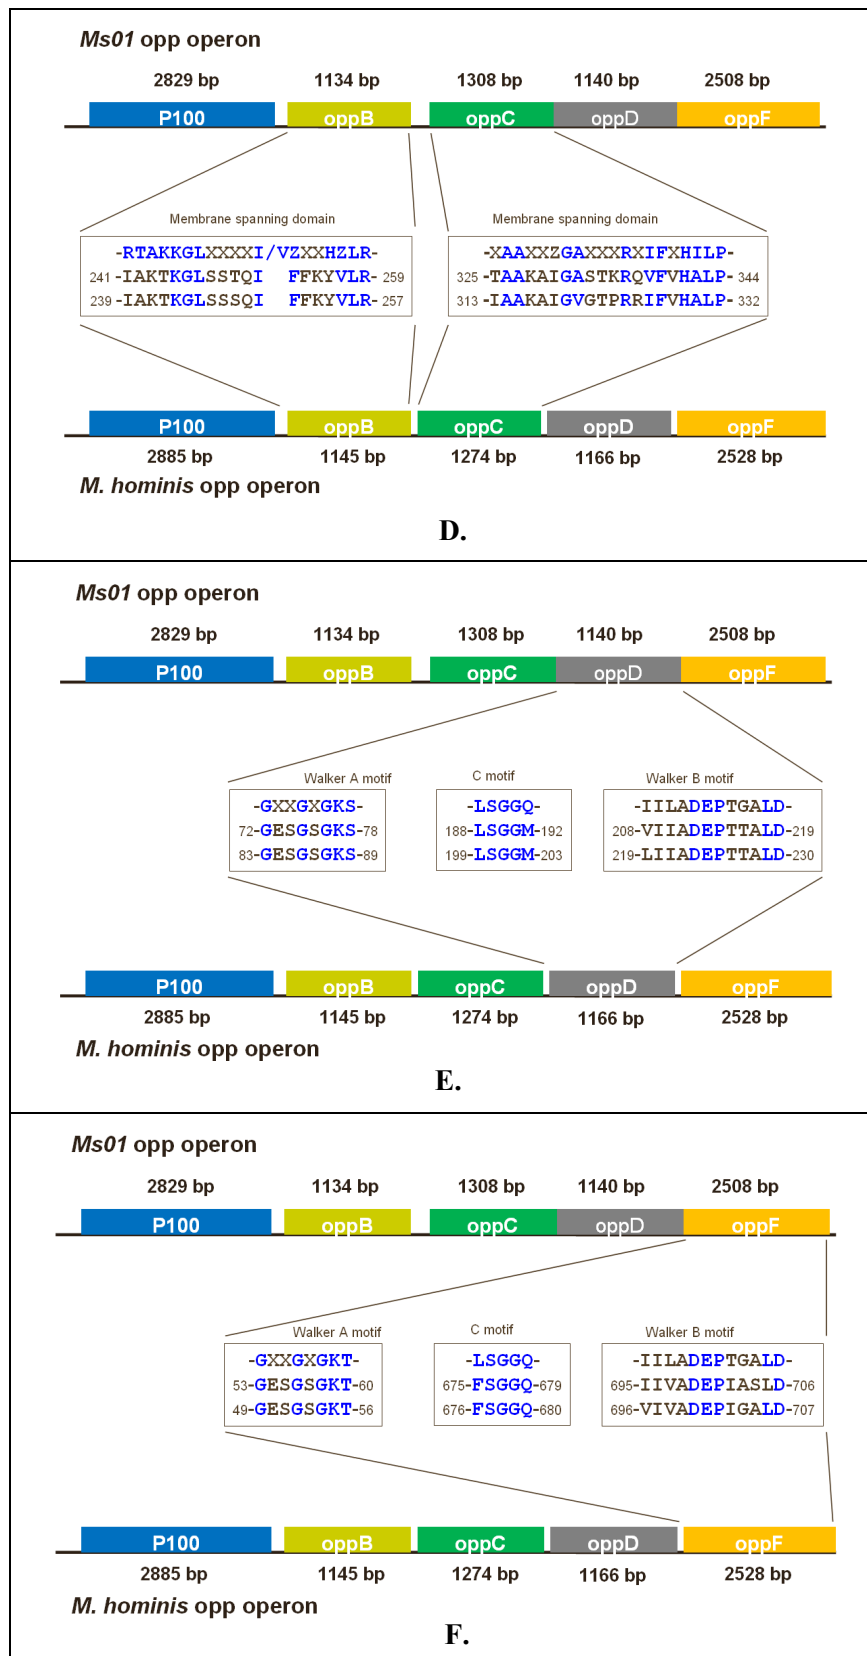 Ms01 opp operon
2829 bp 1134 bp 1308 bp 1140 bp 2508 bp
P100 oppB oppC oppD oppF
Membrane spanning domain Membrane spanning domain
-RTAKKGLXXXXI/VZXXHZLR- -XAAXXZGAXXXRXIFXHILP-
241-IAKTKGLSSTQI FFKYVLR-259 325-TAAKAIGASTKRQVFVHALP-344
239-IAKTKGLSSSQI FFKYVLR-257 313-IAAKAIGVGTPRRIFVHALP-332
P100 oppB oppC oppD oppF
2885 bp 1145 bp 1274 bp 1166 bp 2528 bp
M. hominis opp operon
D.
Ms01 opp operon
2829 bp 1134 bp 1308 bp 1140 bp 2508 bp
P100 oppB oppC oppD oppF
Walker A motif C motif Walker B motif
-GXXGXGKS- -LSGGQ- -IILADEPTGALD-
72-GESGSGKS-78 188-LSGGM-192 208-VIIADEPTTALD-219
83-GESGSGKS-89 199-LSGGM-203 219-LIIADEPTTALD-230
P100 oppB oppC oppD oppF
2885 bp 1145 bp 1274 bp 1166 bp 2528 bp
M. hominis opp operon
E.
Ms01 opp operon
2829 bp 1134 bp 1308 bp 1140 bp 2508 bp
P100 oppB oppC oppD oppF
Walker A motif C motif Walker B motif
-GXXGXGKT- -LSGGQ- -IILADEPTGALD-
53-GESGSGKT-60 675-FSGGQ-679 695-IIVADEPIASLD-706
49-GESGSGKT-56 676-FSGGQ-680 696-VIVADEPIGALD-707
P100 oppB oppC oppD oppF
2885 bp 1145 bp 1274 bp 1166 bp 2528 bp
M. hominis opp operon
F.